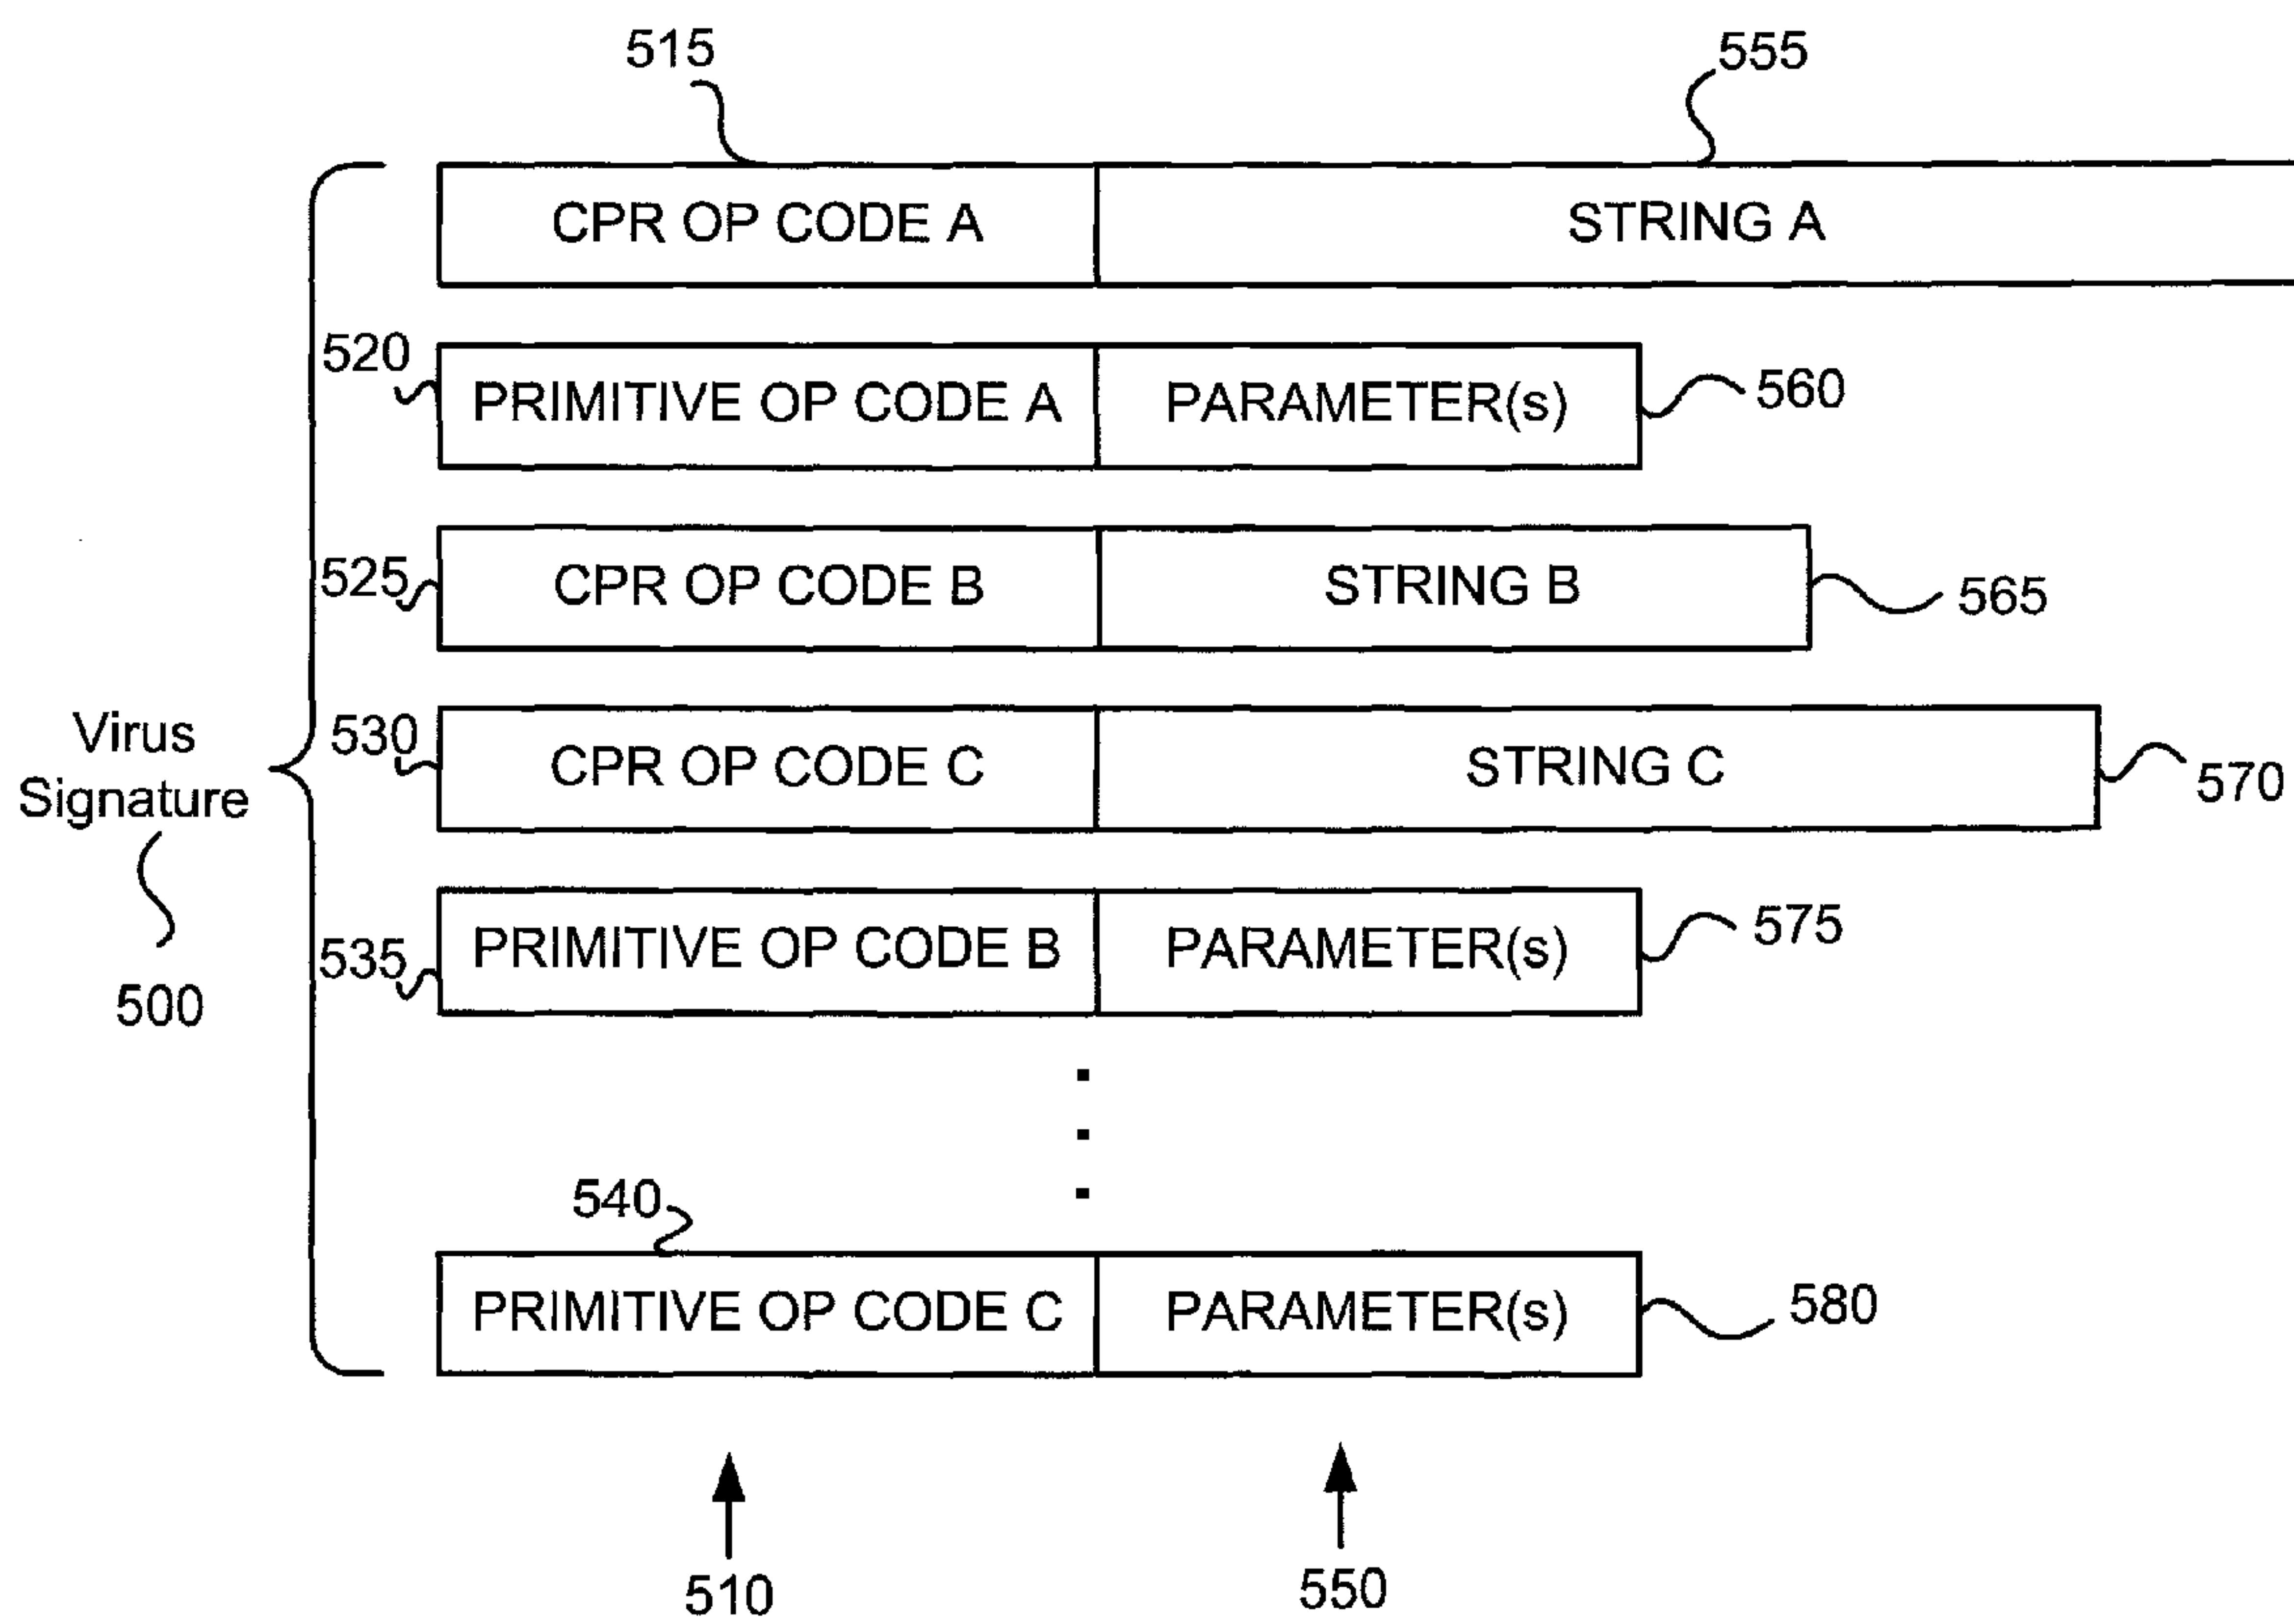 515
555
CPR OP CODE A
STRING A
520
PRIMITIVE OP CODE A
PARAMETER(s)
560
525
CPR OP CODE B
STRING B
565
Virus
Signature
500
530
CPR OP CODE C
STRING C
570
535
PRIMITIVE OP CODE B
PARAMETER(s)
575
540
PRIMITIVE OP CODE C
PARAMETER(s)
580
510
550